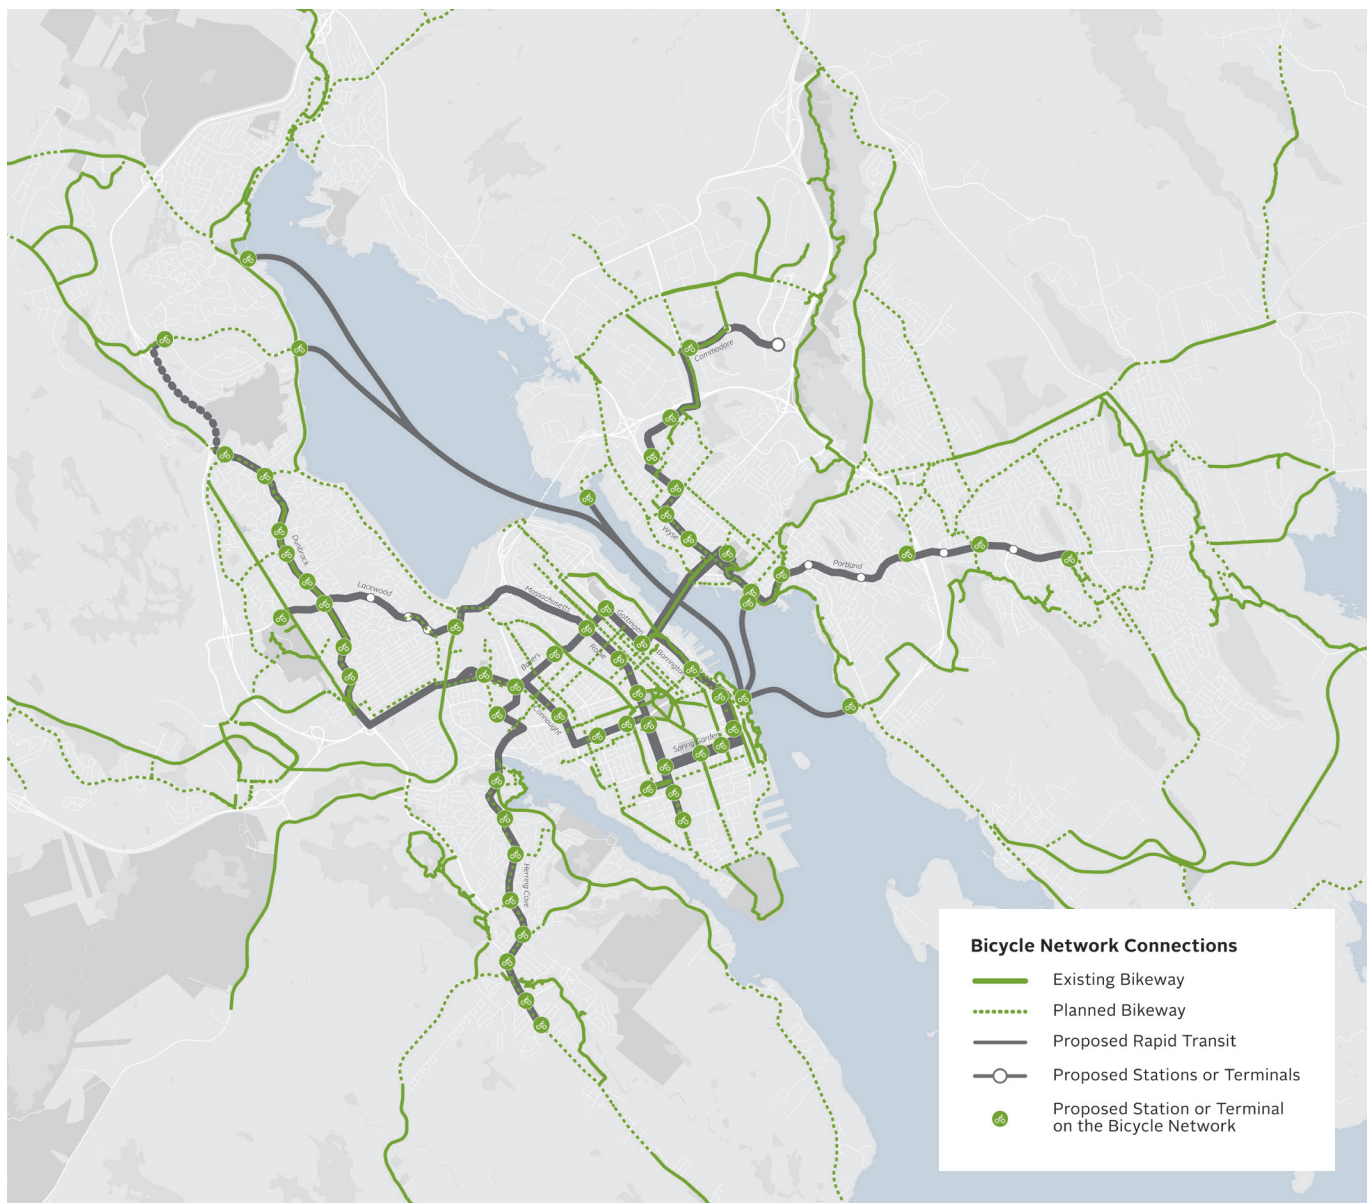 Commodore
Wyse
Portland
Dunbrack
Lacewood
Massachusetts
Gottingen
Robie
Barrington
Bayers
Connaught
Spring Garden
Herring Cove
Bicycle Network Connections
Existing Bikeway
Planned Bikeway
Proposed Rapid Transit
Proposed Stations or Terminals
Proposed Station or Terminal
on the Bicycle Network